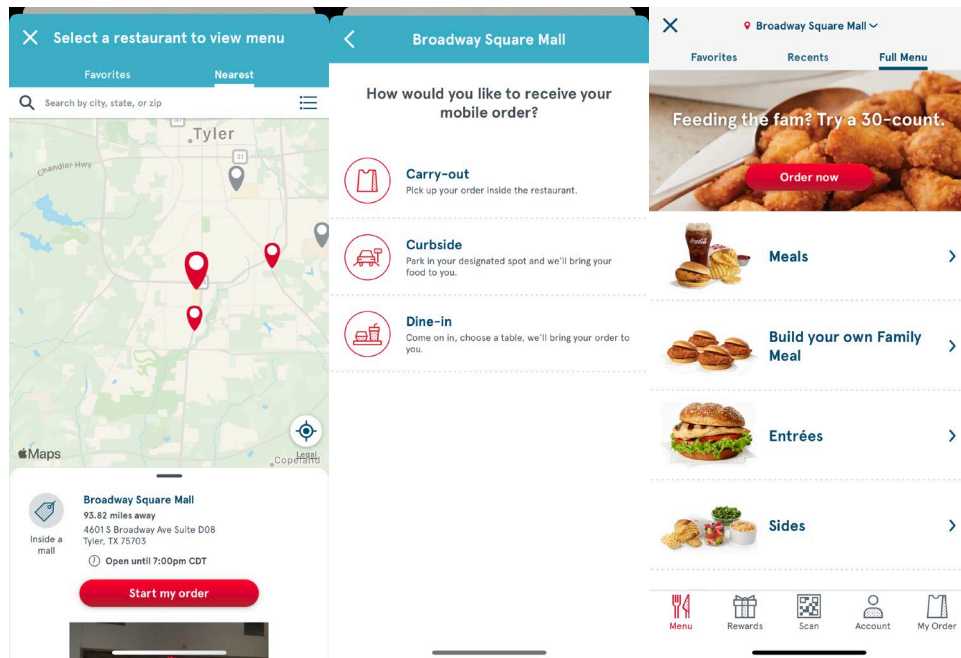 Select a restaurant to view menu
Favorites
Nearest
Search by city, state, or zip
Tyler
31
Chandler Hwy
Maps
Legal
Copeland
Inside a
mall
Broadway Square Mall
93.82 miles away
4601 S Broadway Ave Suite D08
Tyler, TX 75703
Open until 7:00pm CDT
Start my order
Broadway Square Mall
How would you like to receive your
mobile order?
Carry-out
Pick up your order inside the restaurant.
Curbside
Park in your designated spot and we'll bring your
food to you.
Dine-in
Come on in, choose a table, we'll bring your order to
you.
Broadway Square Mall
Favorites
Recents
Full Menu
Feeding the fam? Try a 30-count.
Order now
Meals
Build your own Family
Meal
Entrées
Sides
Menu
Rewards
Scan
Account
My Order